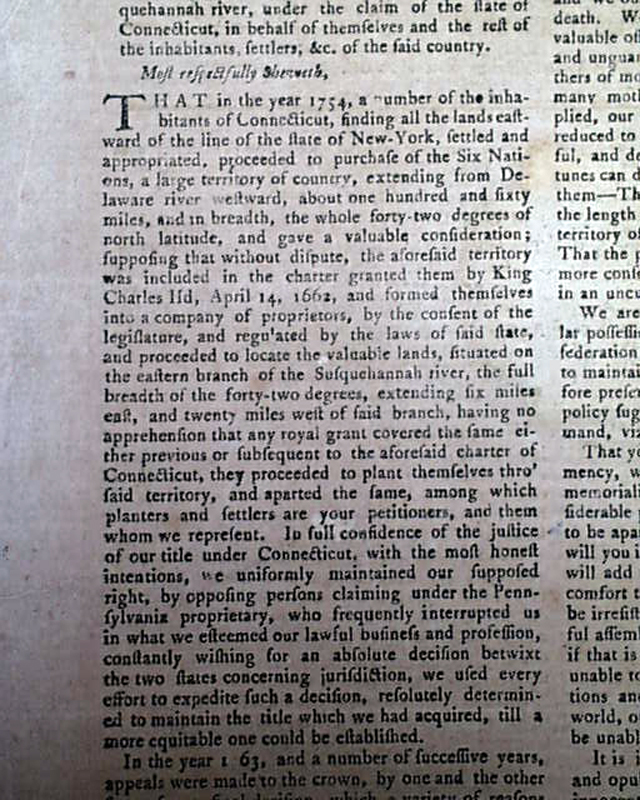 quehannah river, under the claim of the ſtate of
Connecticut, in behalf of themſelves and the reſt of
the inhabitants, ſettlers, &c. of the ſaid country.
Moſt reſpectfully Sheweth,
THAT in the year 1754, a number of the inha-
bitants of Connecticut, finding all the lands eaſt-
ward of the line of the ſtate of New-York, ſettled and
appropriated, proceeded to purchaſe of the Six Nati-
ons, a large territory of country, extending from De-
laware river weſtward, about one hundred and ſixty
miles, and in breadth, the whole forty-two degrees of
north latitude, and gave a valuable conſideration;
ſuppoſing that without diſpute, the aforeſaid territory
was included in the charter granted them by King
Charles IId, April 14, 1662, and formed themſelves
into a company of proprietors, by the conſent of the
legiſlature, and regulated by the laws of ſaid ſtate,
and proceeded to locate the valuable lands, ſituated on
the eaſtern branch of the Suſquehannah river, the full
breadth of the forty-two degrees, extending ſix miles
eaſt, and twenty miles weſt of ſaid branch, having no
apprehenſion that any royal grant covered the ſame ei-
ther previous or ſubſequent to the aforeſaid charter of
Connecticut, they proceeded to plant themſelves thro'
ſaid territory, and aparted the ſame, among which
planters and ſettlers are your petitioners, and them
whom we repreſent. In full confidence of the juſtice
of our title under Connecticut, with the moſt honeſt
intentions, we uniformly maintained our ſuppoſed
right, by oppoſing perſons claiming under the Penn-
ſylvania proprietary, who frequently interrupted us
in what we eſteemed our lawful buſineſs and profeſſion,
conſtantly wiſhing for an abſolute deciſion betwixt
the two ſtates concerning juriſdiction, we uſed every
effort to expedite ſuch a deciſion, reſolutely determin-
ed to maintain the title which we had acquired, till a
more equitable one could be eſtabliſhed.
In the year 1 63, and a number of ſucceſſive years,
appeals were made to the crown, by one and the other
which a variety of reaſons
death. W
valuable of
and ungua
thers of in
many moth
plied, our
reduced to
ful, and de
tunes can d
them—Th
the length
territory of
That the p
more conſ
in an uncu
We are
lar poſſeſſi
federation
to maintai
fore preſer
policy ſug
mand, viz
That yo
mency, w
memoriali
ſiderable
to be apa
will you i
will add
comfort t
be irreſiſt
ful aſſem
if that is
unable to
tions an
world, o
be unabl
It is i
and opu